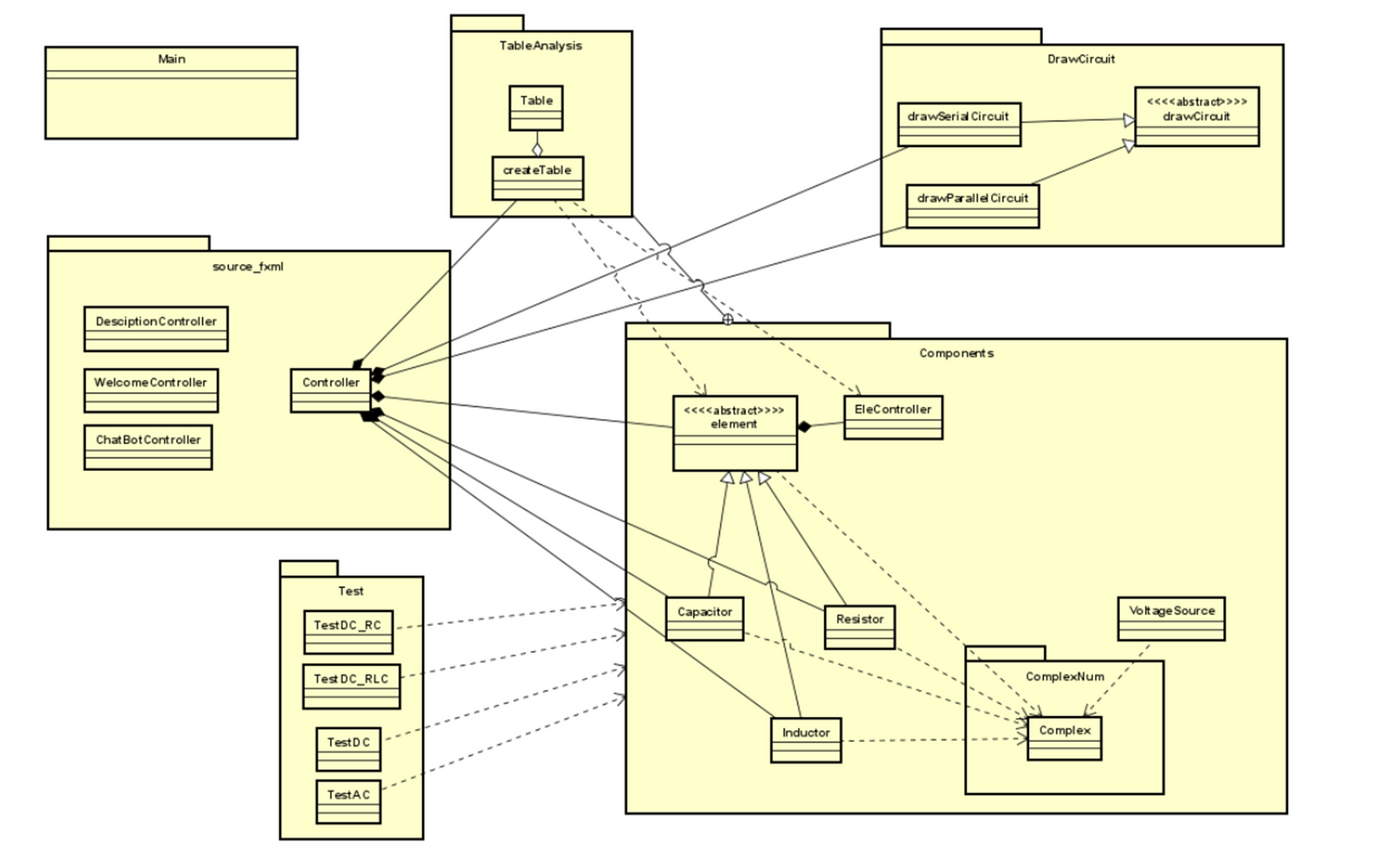 Main
TableAnalysis
Table
createTable
DrawCircuit
drawSerialCircuit
<<<<abstract>>>>
drawCircuit
drawParallelCircuit
source_fxml
DesciptionController
WelcomeController
ChatBotController
Controller
Components
<<<<abstract>>>>
element
EleController
Capacitor
Resistor
VoltageSource
Inductor
ComplexNum
Complex
Test
TestDC_RC
TestDC_RLC
TestDC
TestAC